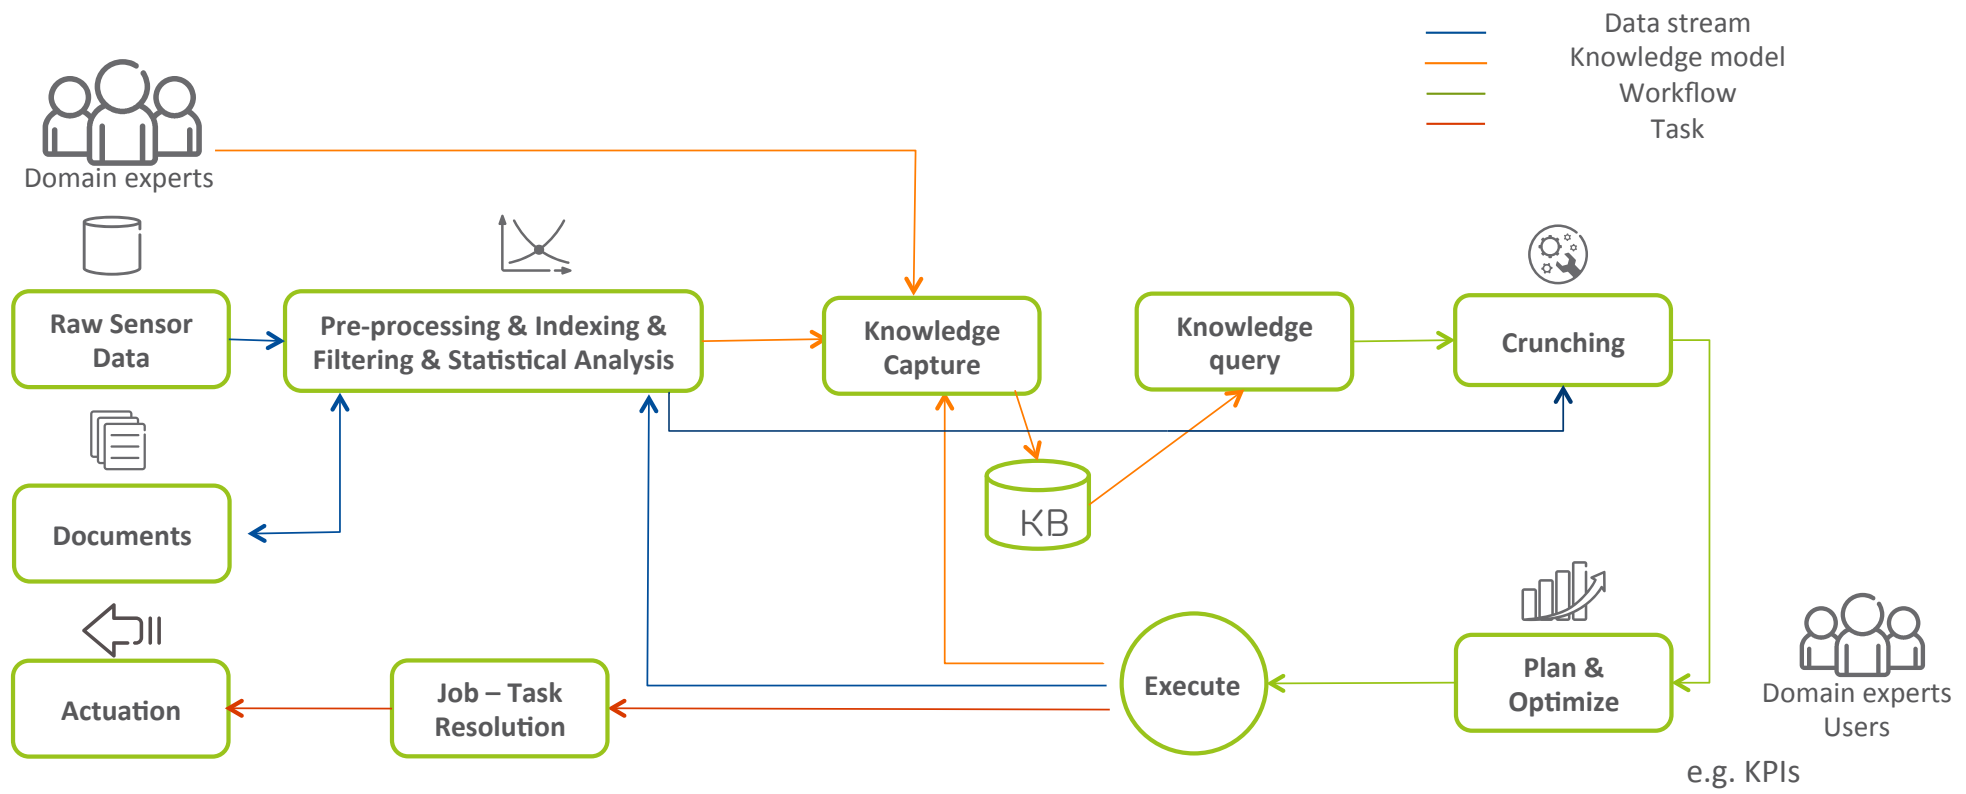 Data stream
Knowledge model
Workflow
Task
Domain experts
Raw Sensor
Data
Pre-processing & Indexing &
Filtering & Statistical Analysis
Knowledge
Capture
Knowledge
query
Crunching
Documents
KB
Actuation
Job – Task
Resolution
Execute
Plan &
Optimize
Domain experts
Users
e.g. KPIs